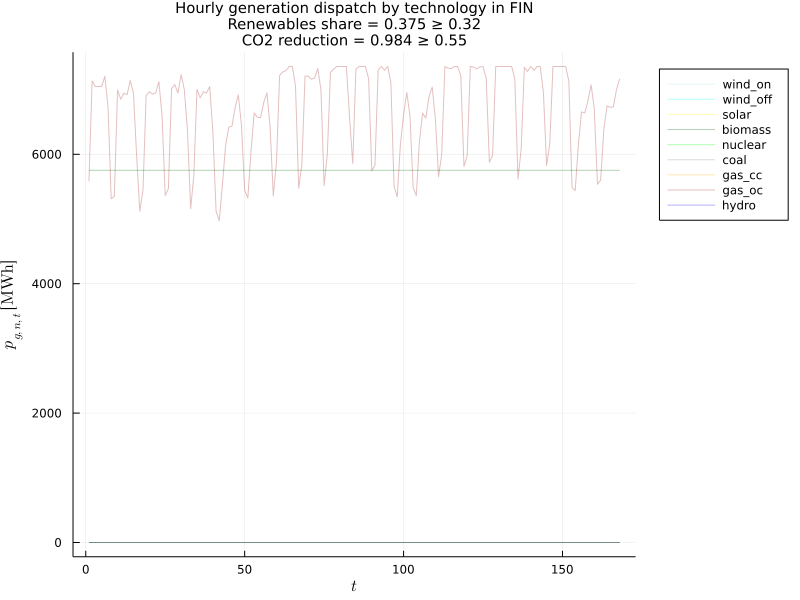 Hourly generation dispatch by technology in FIN
Renewables share = 0.375 ≥ 0.32
CO2 reduction = 0.984 ≥ 0.55
wind_on
wind_off
solar
biomass
nuclear
coal
gas_cc
gas_oc
hydro
p g, n, t [MWh]
6000
4000
2000
0
0
50
100
150
t